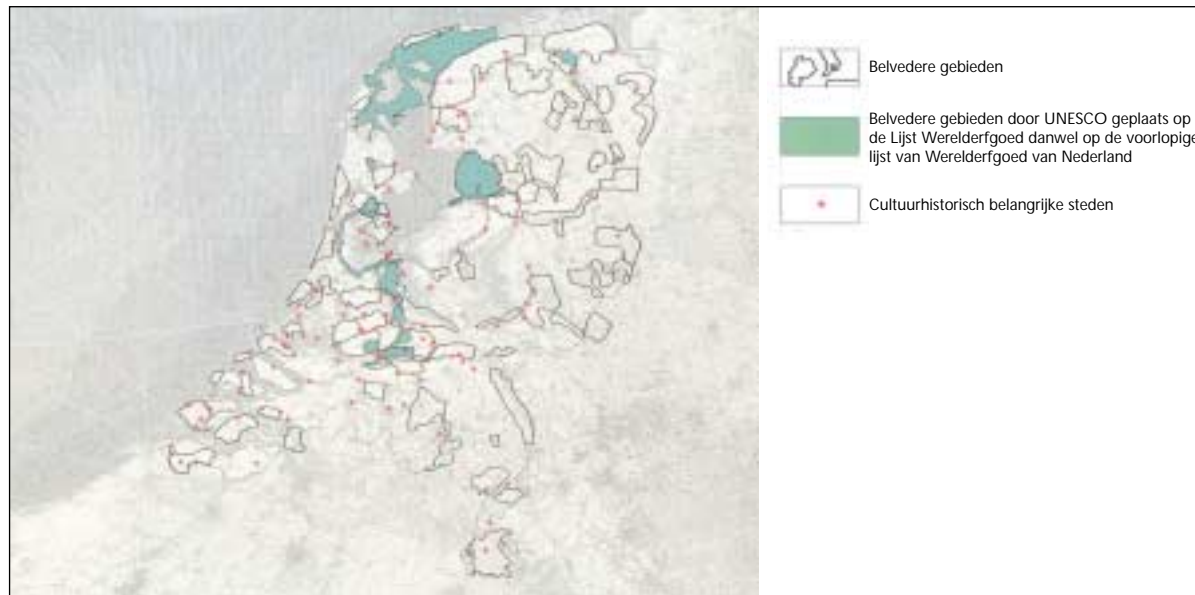 Belvedere gebieden
Belvedere gebieden door UNESCO geplaats op
de Lijst Werelderfgoed danwel op de voorlopige
lijst van Werelderfgoed van Nederland
Cultuurhistorisch belangrijke steden